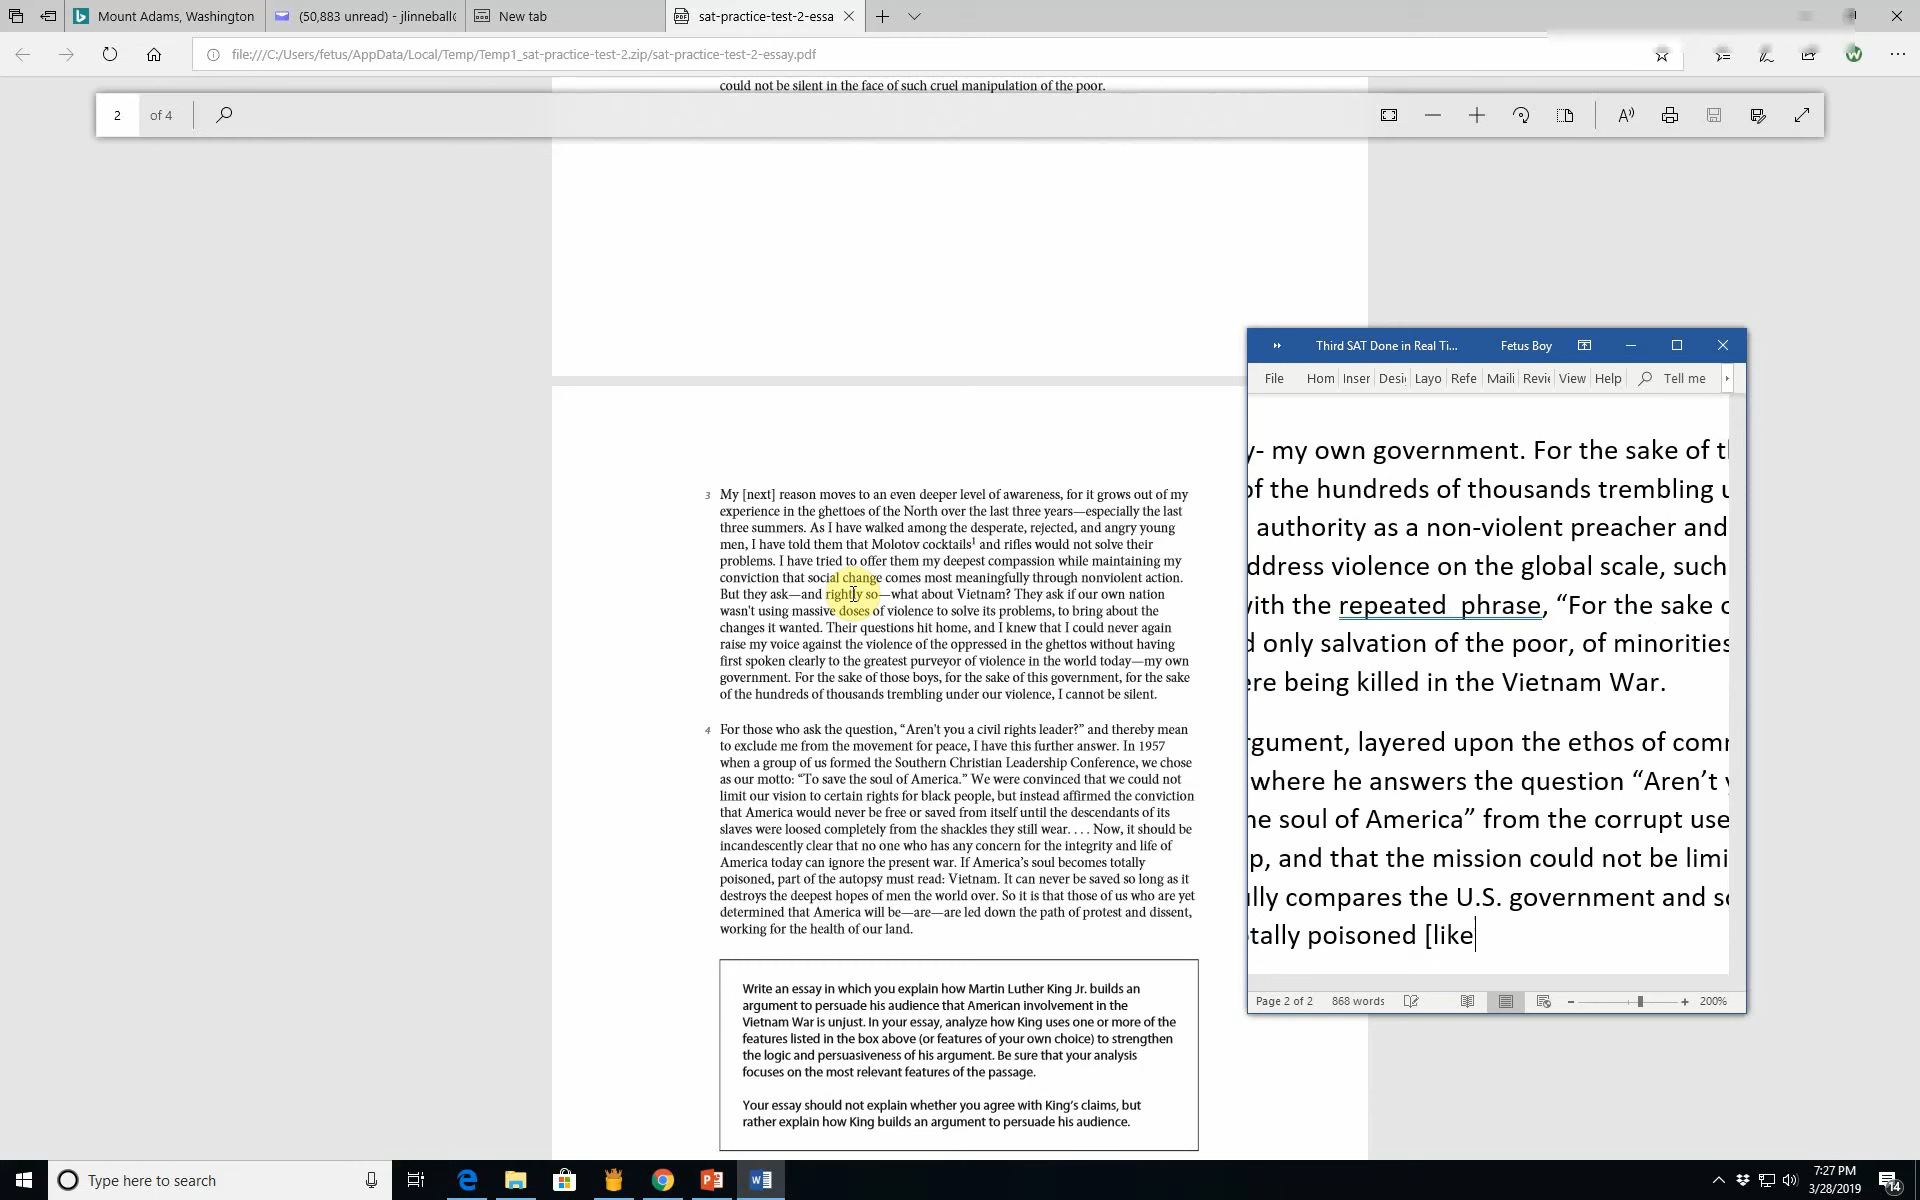 Mount Adams, Washington
(50,883 unread) - jlinneball
New tab
sat-practice-test-2-essa
file:///C:/Users/fetus/AppData/Local/Temp/Temp1_sat-practice-test-2.zip/sat-practice-test-2-essay.pdf
could not be silent in the face of such cruel manipulation of the poor.
2 of 4
3 My [next] reason moves to an even deeper level of awareness, for it grows out of my
experience in the ghettoes of the North over the last three years—especially the last
three summers. As I have walked among the desperate, rejected, and angry young
men, I have told them that Molotov cocktails1 and rifles would not solve their
problems. I have tried to offer them my deepest compassion while maintaining my
conviction that social change comes most meaningfully through nonviolent action.
But they ask—and rightly so—what about Vietnam? They ask if our own nation
wasn't using massive doses of violence to solve its problems, to bring about the
changes it wanted. Their questions hit home, and I knew that I could never again
raise my voice against the violence of the oppressed in the ghettos without having
first spoken clearly to the greatest purveyor of violence in the world today—my own
government. For the sake of those boys, for the sake of this government, for the sake
of the hundreds of thousands trembling under our violence, I cannot be silent.
4 For those who ask the question, “Aren't you a civil rights leader?” and thereby mean
to exclude me from the movement for peace, I have this further answer. In 1957
when a group of us formed the Southern Christian Leadership Conference, we chose
as our motto: “To save the soul of America.” We were convinced that we could not
limit our vision to certain rights for black people, but instead affirmed the conviction
that America would never be free or saved from itself until the descendants of its
slaves were loosed completely from the shackles they still wear. . . . Now, it should be
incandescently clear that no one who has any concern for the integrity and life of
America today can ignore the present war. If America’s soul becomes totally
poisoned, part of the autopsy must read: Vietnam. It can never be saved so long as it
destroys the deepest hopes of men the world over. So it is that those of us who are yet
determined that America will be—are—are led down the path of protest and dissent,
working for the health of our land.
Write an essay in which you explain how Martin Luther King Jr. builds an
argument to persuade his audience that American involvement in the
Vietnam War is unjust. In your essay, analyze how King uses one or more of the
features listed in the box above (or features of your own choice) to strengthen
the logic and persuasiveness of his argument. Be sure that your analysis
focuses on the most relevant features of the passage.
Your essay should not explain whether you agree with King’s claims, but
rather explain how King builds an argument to persuade his audience.
Third SAT Done in Real Ti... Fetus Boy
File Hom Inser Desi Layo Refe Maili Revie View Help Tell me
y- my own government. For the sake of t
of the hundreds of thousands trembling u
authority as a non-violent preacher and
ddress violence on the global scale, such
ith the repeated phrase, “For the sake o
d only salvation of the poor, of minorities
ere being killed in the Vietnam War.
rgument, layered upon the ethos of com
where he answers the question “Aren’t y
he soul of America” from the corrupt use
p, and that the mission could not be limi
lly compares the U.S. government and so
tally poisoned [like
Page 2 of 2 868 words 200%
Type here to search
7:27 PM
3/28/2019
14